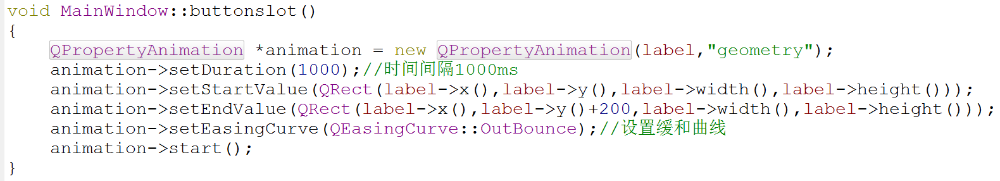 void MainWindow::buttonslot()
{
    QPropertyAnimation *animation = new QPropertyAnimation(label,"geometry");
    animation->setDuration(1000);//时间间隔1000ms
    animation->setStartValue(QRect(label->x(),label->y(),label->width(),label->height()));
    animation->setEndValue(QRect(label->x(),label->y()+200,label->width(),label->height()));
    animation->setEasingCurve(QEasingCurve::OutBounce);//设置缓和曲线
    animation->start();
}